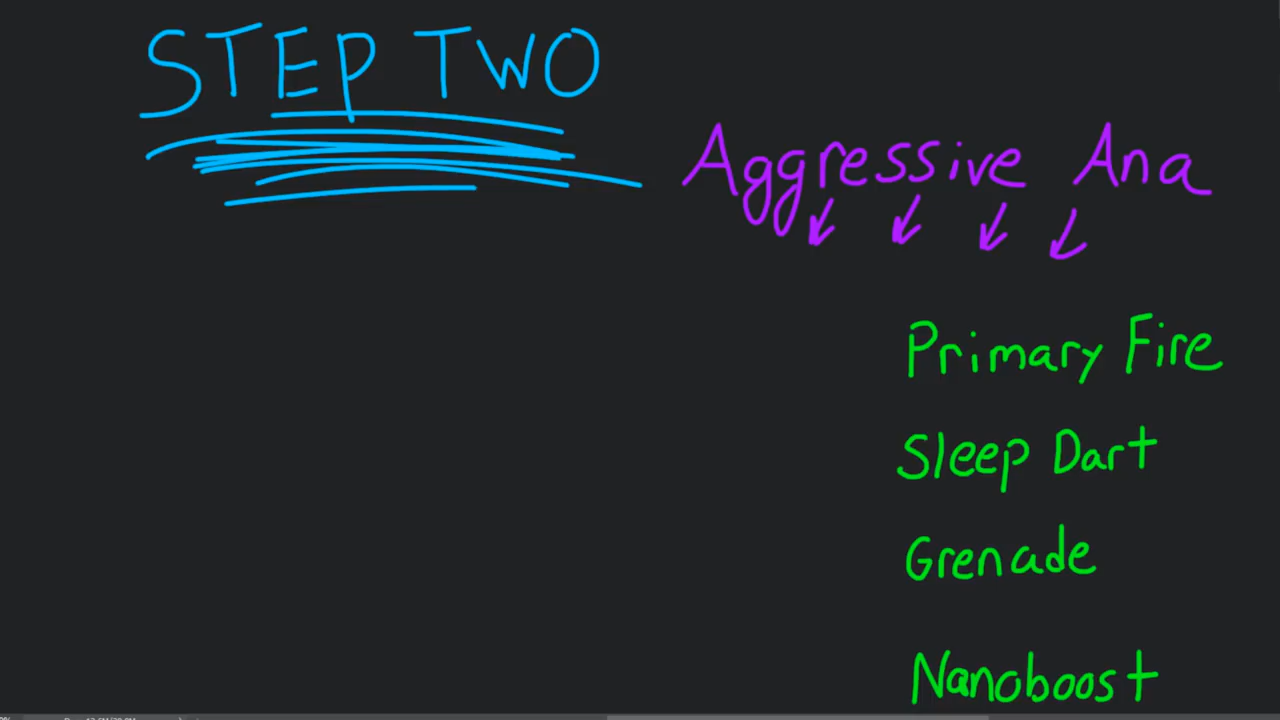 STEP TWO
Aggressive Ana
Primary Fire
Sleep Dart
Grenade
Nanoboost